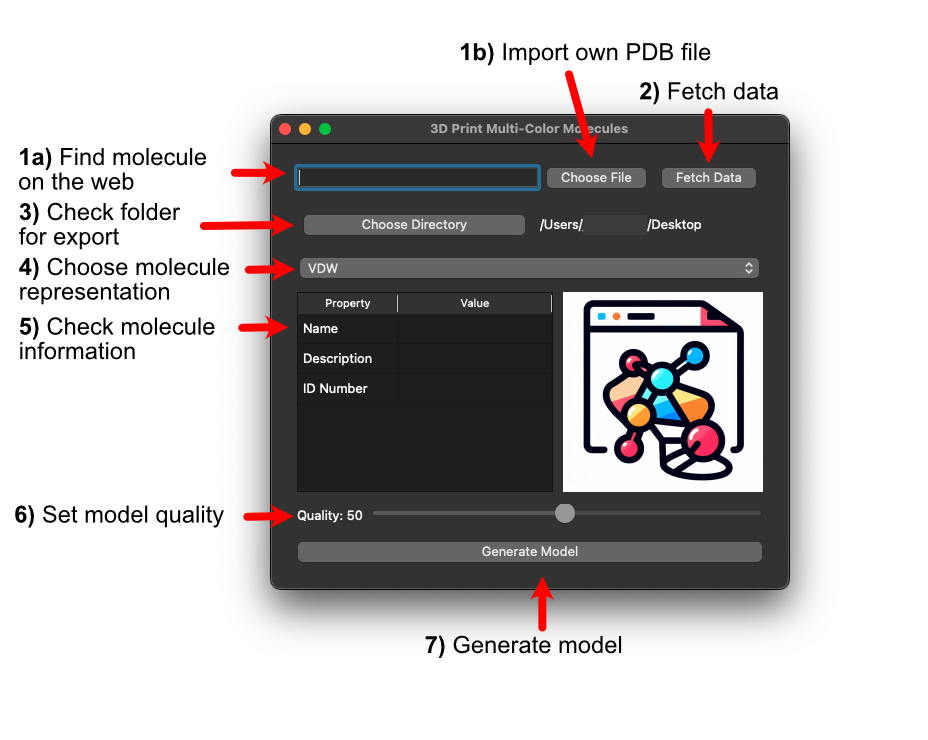 1b) Import own PDB file
2) Fetch data
3D Print Multi-Color Molecules
1a) Find molecule
on the web
Choose File
Fetch Data
3) Check folder
for export
Choose Directory
/Users/ /Desktop
4) Choose molecule
representation
VDW
5) Check molecule
information
Property Value
Name
Description
ID Number
6) Set model quality
Quality: 50
Generate Model
7) Generate model